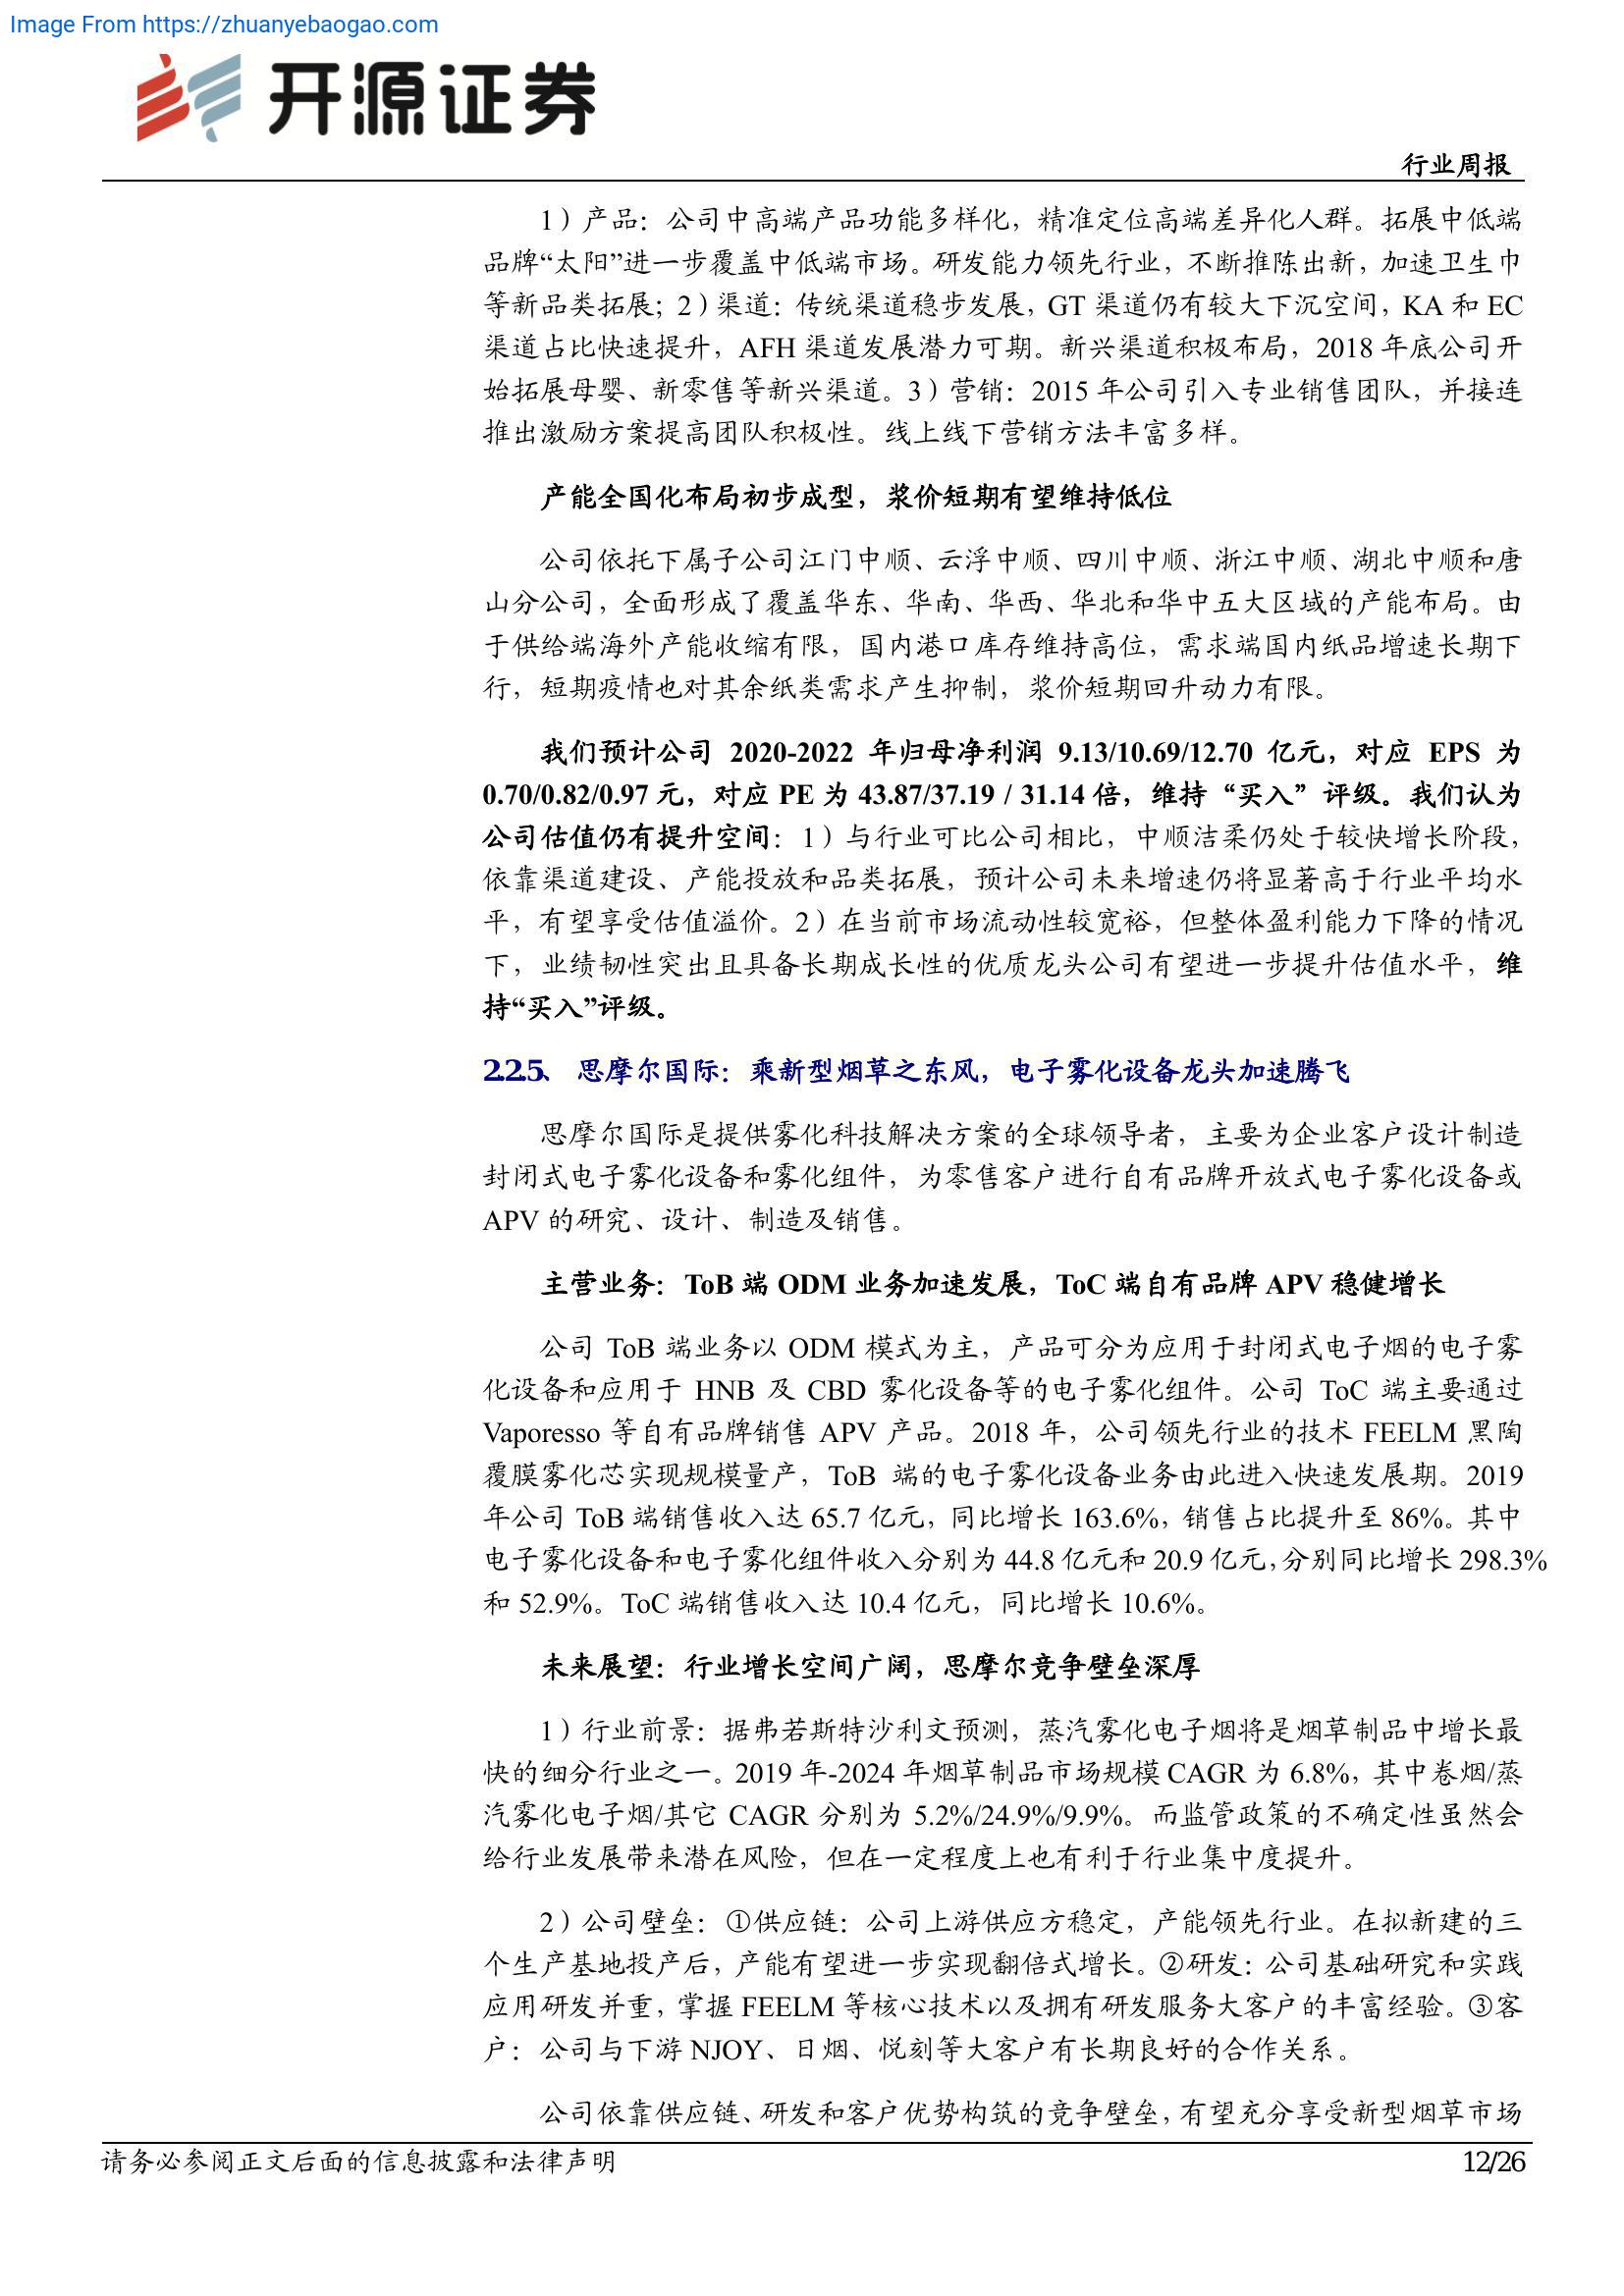 Image From https://zhuanyebaogao.com
开源证券
行业周报
1）产品：公司中高端产品功能多样化，精准定位高端差异化人群。拓展中低端
品牌“太阳”进一步覆盖中低端市场。研发能力领先行业，不断推陈出新，加速卫生巾
等新品类拓展；2）渠道：传统渠道稳步发展，GT 渠道仍有较大下沉空间，KA 和 EC
渠道占比快速提升，AFH 渠道发展潜力可期。新兴渠道积极布局，2018 年底公司开
始拓展母婴、新零售等新兴渠道。3）营销：2015 年公司引入专业销售团队，并接连
推出激励方案提高团队积极性。线上线下营销方法丰富多样。
产能全国化布局初步成型，浆价短期有望维持低位
公司依托下属子公司江门中顺、云浮中顺、四川中顺、浙江中顺、湖北中顺和唐
山分公司，全面形成了覆盖华东、华南、华西、华北和华中五大区域的产能布局。由
于供给端海外产能收缩有限，国内港口库存维持高位，需求端国内纸品增速长期下
行，短期疫情也对其余纸类需求产生抑制，浆价短期回升动力有限。
我们预计公司 2020-2022 年归母净利润 9.13/10.69/12.70 亿元，对应 EPS 为
0.70/0.82/0.97 元，对应 PE 为 43.87/37.19 / 31.14 倍，维持“买入”评级。我们认为
公司估值仍有提升空间：1）与行业可比公司相比，中顺洁柔仍处于较快增长阶段，
依靠渠道建设、产能投放和品类拓展，预计公司未来增速仍将显著高于行业平均水
平，有望享受估值溢价。2）在当前市场流动性较宽裕，但整体盈利能力下降的情况
下，业绩韧性突出且具备长期成长性的优质龙头公司有望进一步提升估值水平，维
持“买入”评级。
2.2.5、 思摩尔国际：乘新型烟草之东风，电子雾化设备龙头加速腾飞
思摩尔国际是提供雾化科技解决方案的全球领导者，主要为企业客户设计制造
封闭式电子雾化设备和雾化组件，为零售客户进行自有品牌开放式电子雾化设备或
APV 的研究、设计、制造及销售。
主营业务：ToB 端 ODM 业务加速发展，ToC 端自有品牌 APV 稳健增长
公司 ToB 端业务以 ODM 模式为主，产品可分为应用于封闭式电子烟的电子雾
化设备和应用于 HNB 及 CBD 雾化设备等的电子雾化组件。公司 ToC 端主要通过
Vaporesso 等自有品牌销售 APV 产品。2018 年，公司领先行业的技术 FEELM 黑陶
覆膜雾化芯实现规模量产，ToB 端的电子雾化设备业务由此进入快速发展期。2019
年公司 ToB 端销售收入达 65.7 亿元，同比增长 163.6%，销售占比提升至 86%。其中
电子雾化设备和电子雾化组件收入分别为 44.8 亿元和 20.9 亿元，分别同比增长 298.3%
和 52.9%。ToC 端销售收入达 10.4 亿元，同比增长 10.6%。
未来展望：行业增长空间广阔，思摩尔竞争壁垒深厚
1）行业前景：据弗若斯特沙利文预测，蒸汽雾化电子烟将是烟草制品中增长最
快的细分行业之一。2019 年-2024 年烟草制品市场规模 CAGR 为 6.8%，其中卷烟/蒸
汽雾化电子烟/其它 CAGR 分别为 5.2%/24.9%/9.9%。而监管政策的不确定性虽然会
给行业发展带来潜在风险，但在一定程度上也有利于行业集中度提升。
2）公司壁垒：①供应链：公司上游供应方稳定，产能领先行业。在拟新建的三
个生产基地投产后，产能有望进一步实现翻倍式增长。②研发：公司基础研究和实践
应用研发并重，掌握 FEELM 等核心技术以及拥有研发服务大客户的丰富经验。③客
户：公司与下游 NJOY、日烟、悦刻等大客户有长期良好的合作关系。
公司依靠供应链、研发和客户优势构筑的竞争壁垒，有望充分享受新型烟草市场
请务必参阅正文后面的信息披露和法律声明
12/26